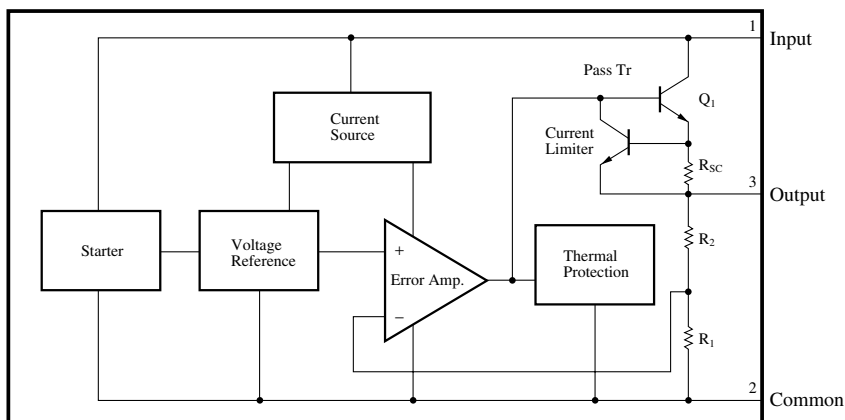 1
Input
Pass Tr
Q1
Current
Source
Current
Limiter
RSC
3
Output
Starter
Voltage
Reference
+
Error Amp.
−
Thermal
Protection
R2
R1
2
Common